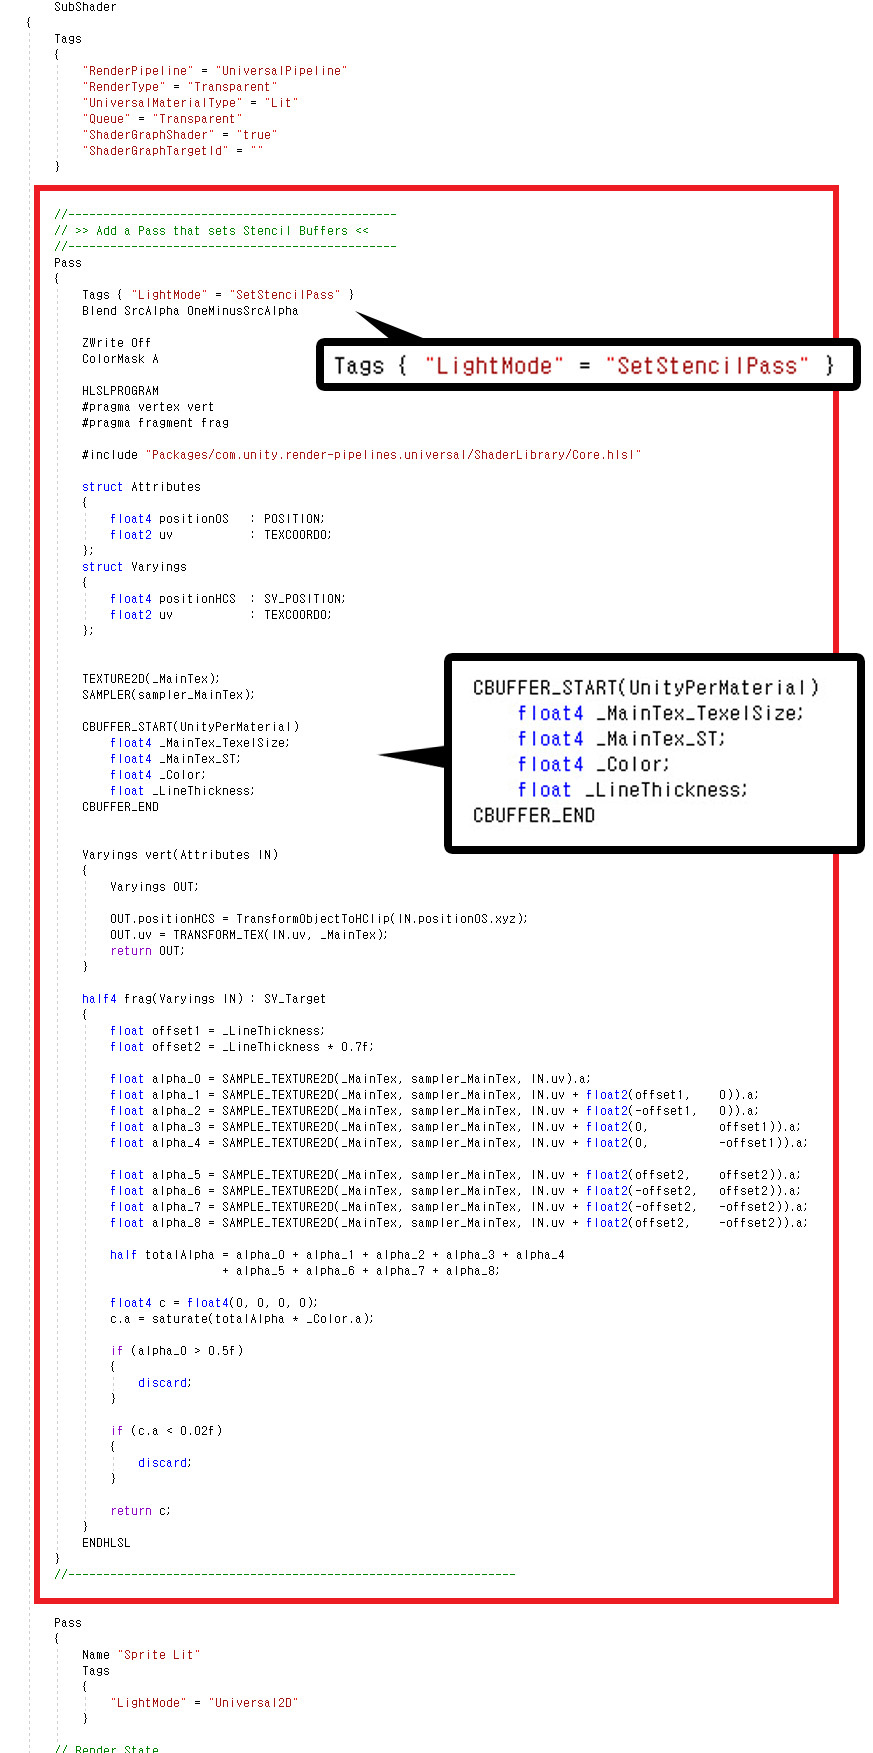 SubShader
{
Tags
{
"RenderPipeline" = "UniversalPipeline"
"RenderType" = "Transparent"
"UniversalMaterialType" = "Lit"
"Queue" = "Transparent"
"ShaderGraphShader" = "true"
"ShaderGraphTargetId" = ""
}
//-----------------------------------------------
// >> Add a Pass that sets Stencil Buffers <<
//-----------------------------------------------
Pass
{
Tags { "LightMode" = "SetStencilPass" }
Blend SrcAlpha OneMinusSrcAlpha
ZWrite Off
ColorMask A
Tags { "LightMode" = "SetStencilPass" }
HLSLPROGRAM
#pragma vertex vert
#pragma fragment frag
#include "Packages/com.unity.render-pipelines.universal/ShaderLibrary/Core.hlsl"
struct Attributes
{
float4 positionOS : POSITION;
float2 uv : TEXCOORD0;
};
struct Varyings
{
float4 positionHCS : SV_POSITION;
float2 uv : TEXCOORD0;
};
TEXTURE2D(_MainTex);
SAMPLER(sampler_MainTex);
CBUFFER_START(UnityPerMaterial)
float4 _MainTex_TexelSize;
float4 _MainTex_ST;
float4 _Color;
float _LineThickness;
CBUFFER_END
CBUFFER_START(UnityPerMaterial)
float4 _MainTex_TexelSize;
float4 _MainTex_ST;
float4 _Color;
float _LineThickness;
CBUFFER_END
Varyings vert(Attributes IN)
{
Varyings OUT;
OUT.positionHCS = TransformObjectToHClip(IN.positionOS.xyz);
OUT.uv = TRANSFORM_TEX(IN.uv, _MainTex);
return OUT;
}
half4 frag(Varyings IN) : SV_Target
{
float offset1 = _LineThickness;
float offset2 = _LineThickness * 0.7f;
float alpha_0 = SAMPLE_TEXTURE2D(_MainTex, sampler_MainTex, IN.uv).a;
float alpha_1 = SAMPLE_TEXTURE2D(_MainTex, sampler_MainTex, IN.uv + float2(offset1, 0)).a;
float alpha_2 = SAMPLE_TEXTURE2D(_MainTex, sampler_MainTex, IN.uv + float2(-offset1, 0)).a;
float alpha_3 = SAMPLE_TEXTURE2D(_MainTex, sampler_MainTex, IN.uv + float2(0, offset1)).a;
float alpha_4 = SAMPLE_TEXTURE2D(_MainTex, sampler_MainTex, IN.uv + float2(0, -offset1)).a;
float alpha_5 = SAMPLE_TEXTURE2D(_MainTex, sampler_MainTex, IN.uv + float2(offset2, offset2)).a;
float alpha_6 = SAMPLE_TEXTURE2D(_MainTex, sampler_MainTex, IN.uv + float2(-offset2, offset2)).a;
float alpha_7 = SAMPLE_TEXTURE2D(_MainTex, sampler_MainTex, IN.uv + float2(-offset2, -offset2)).a;
float alpha_8 = SAMPLE_TEXTURE2D(_MainTex, sampler_MainTex, IN.uv + float2(offset2, -offset2)).a;
half totalAlpha = alpha_0 + alpha_1 + alpha_2 + alpha_3 + alpha_4
+ alpha_5 + alpha_6 + alpha_7 + alpha_8;
float4 c = float4(0, 0, 0, 0);
c.a = saturate(totalAlpha * _Color.a);
if (alpha_0 > 0.5f)
{
discard;
}
if (c.a < 0.02f)
{
discard;
}
return c;
}
ENDHLSL
}
//----------------------------------------------------------------
Pass
{
Name "Sprite Lit"
Tags
{
"LightMode" = "Universal2D"
}
// Render State